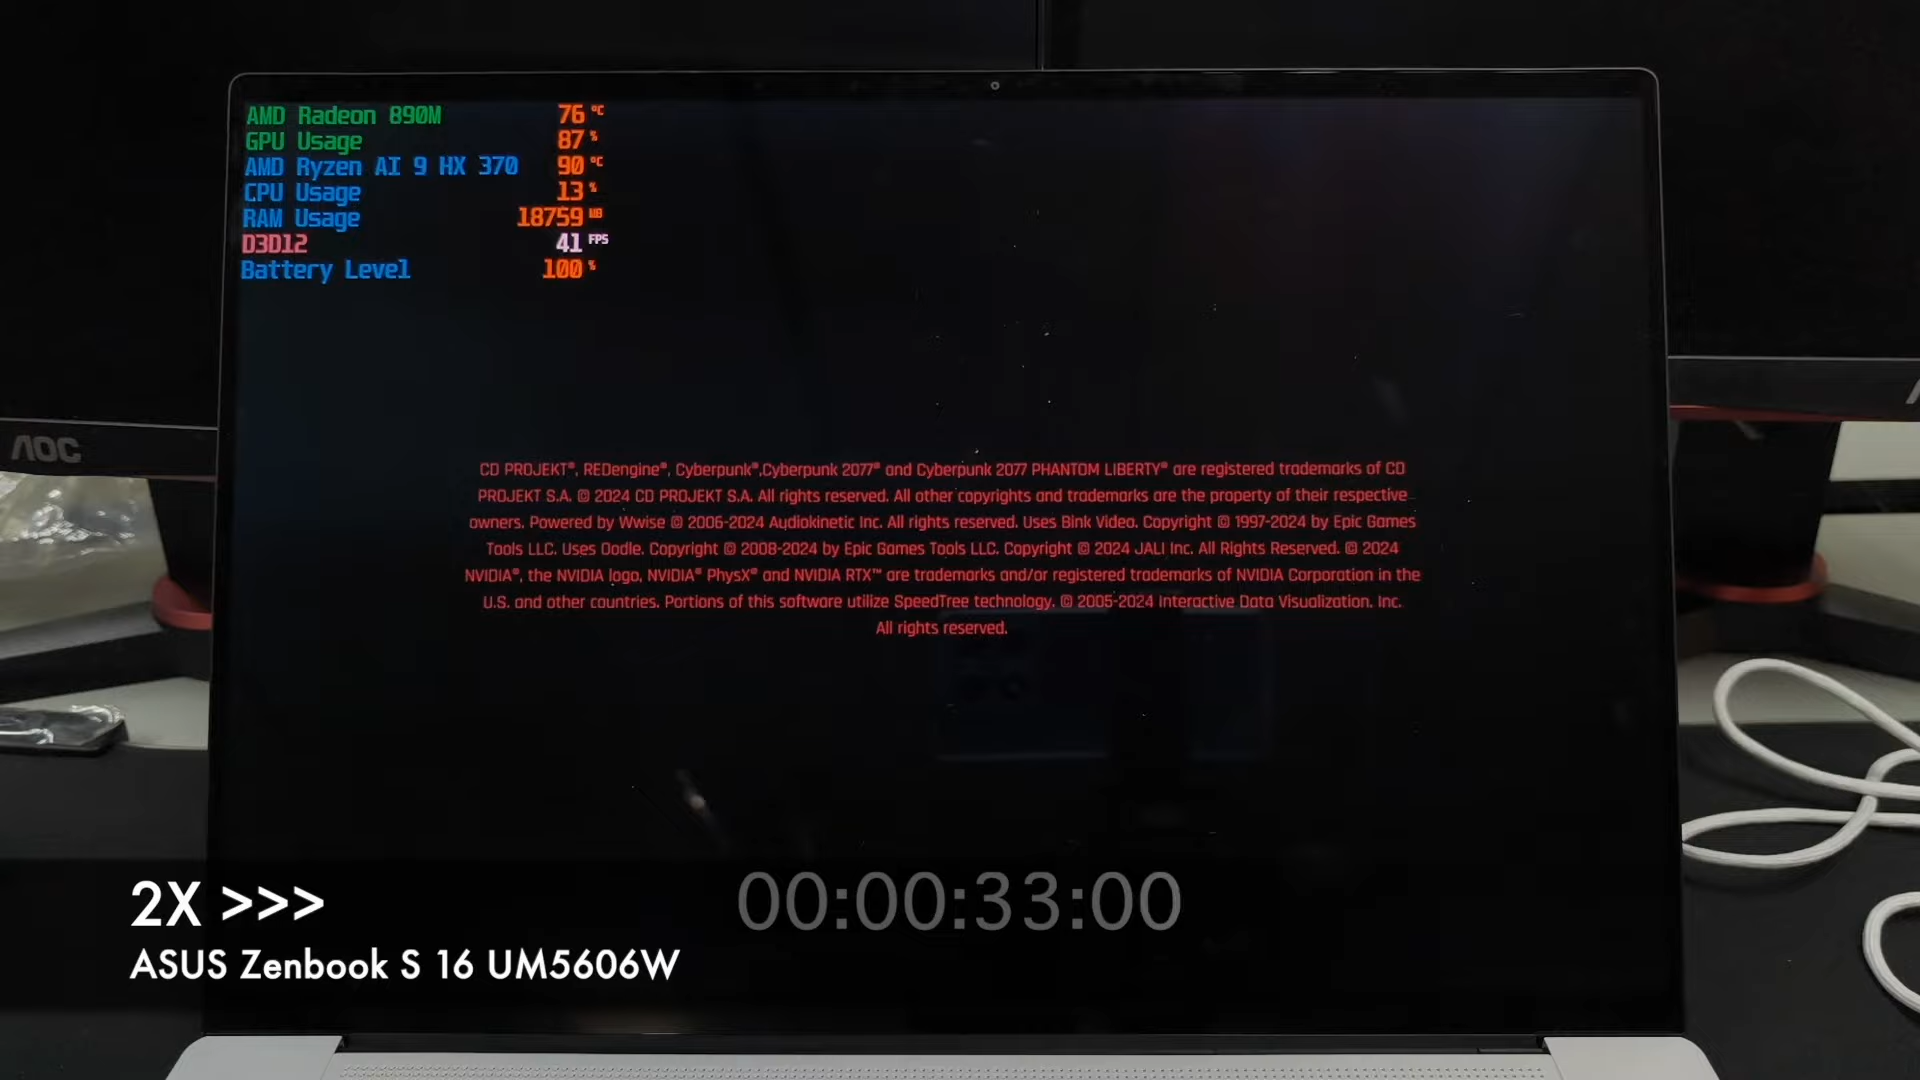 AMD Radeon 890M 76 °C
GPU Usage 87 %
AMD Ryzen AI 9 HX 370 90 °C
CPU Usage 13 %
RAM Usage 18759 MB
D3D12 41 FPS
Battery Level 100 %
AOC
CD PROJEKT®, REDengine®, Cyberpunk®,Cyberpunk 2077® and Cyberpunk 2077 PHANTOM LIBERTY® are registered trademarks of CD
PROJEKT S.A. © 2024 CD PROJEKT S.A. All rights reserved. All other copyrights and trademarks are the property of their respective
owners. Powered by Wwise © 2006-2024 Audiokinetic Inc. All rights reserved. Uses Bink Video. Copyright © 1997-2024 by Epic Games
Tools LLC. Uses Oodle. Copyright © 2008-2024 by Epic Games Tools LLC. Copyright © 2024 JALI Inc. All Rights Reserved. © 2024
NVIDIA®, the NVIDIA logo, NVIDIA® PhysX® and NVIDIA RTX™ are trademarks and/or registered trademarks of NVIDIA Corporation in the
U.S. and other countries. Portions of this software utilize SpeedTree technology. © 2005-2024 Interactive Data Visualization, Inc.
All rights reserved.
2X >>>
00:00:33:00
ASUS Zenbook S 16 UM5606W